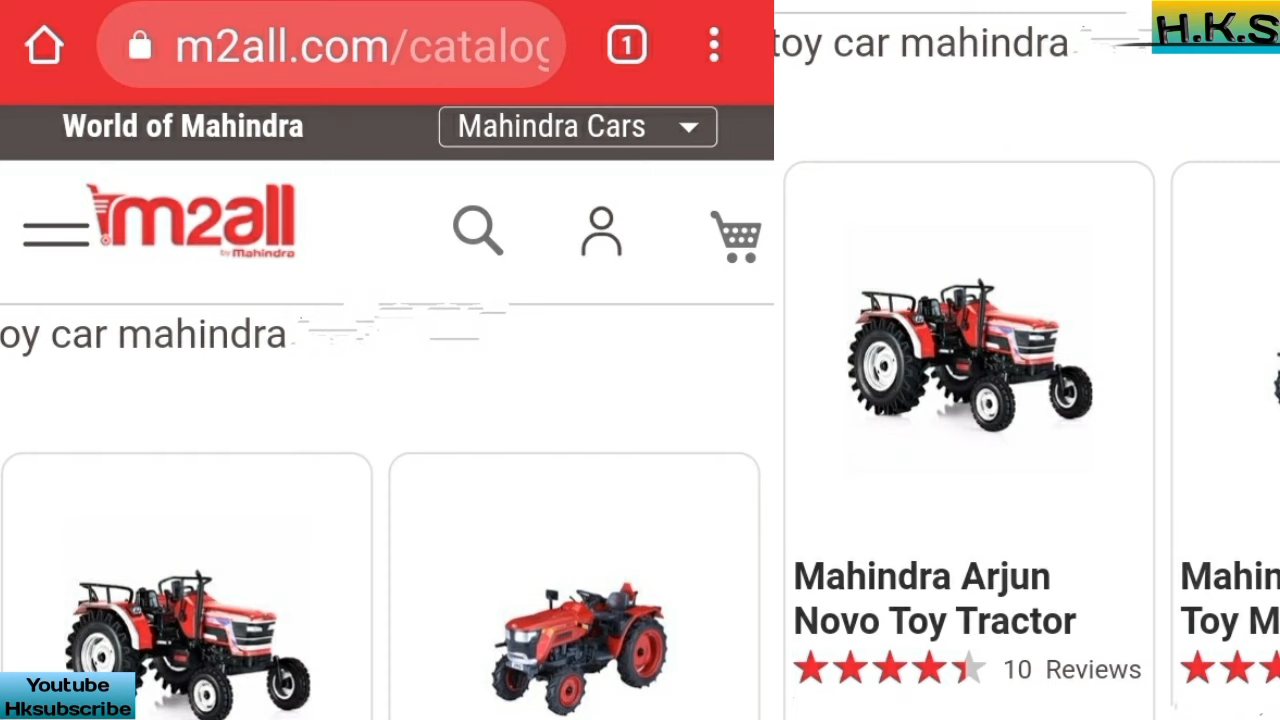 m2all.com/catalog
1
World of Mahindra
Mahindra Cars
m2all
by Mahindra
oy car mahindra
Youtube
Hksubscribe
toy car mahindra
H.K.S
Mahindra Arjun
Novo Toy Tractor
10 Reviews
Mahin
Toy M